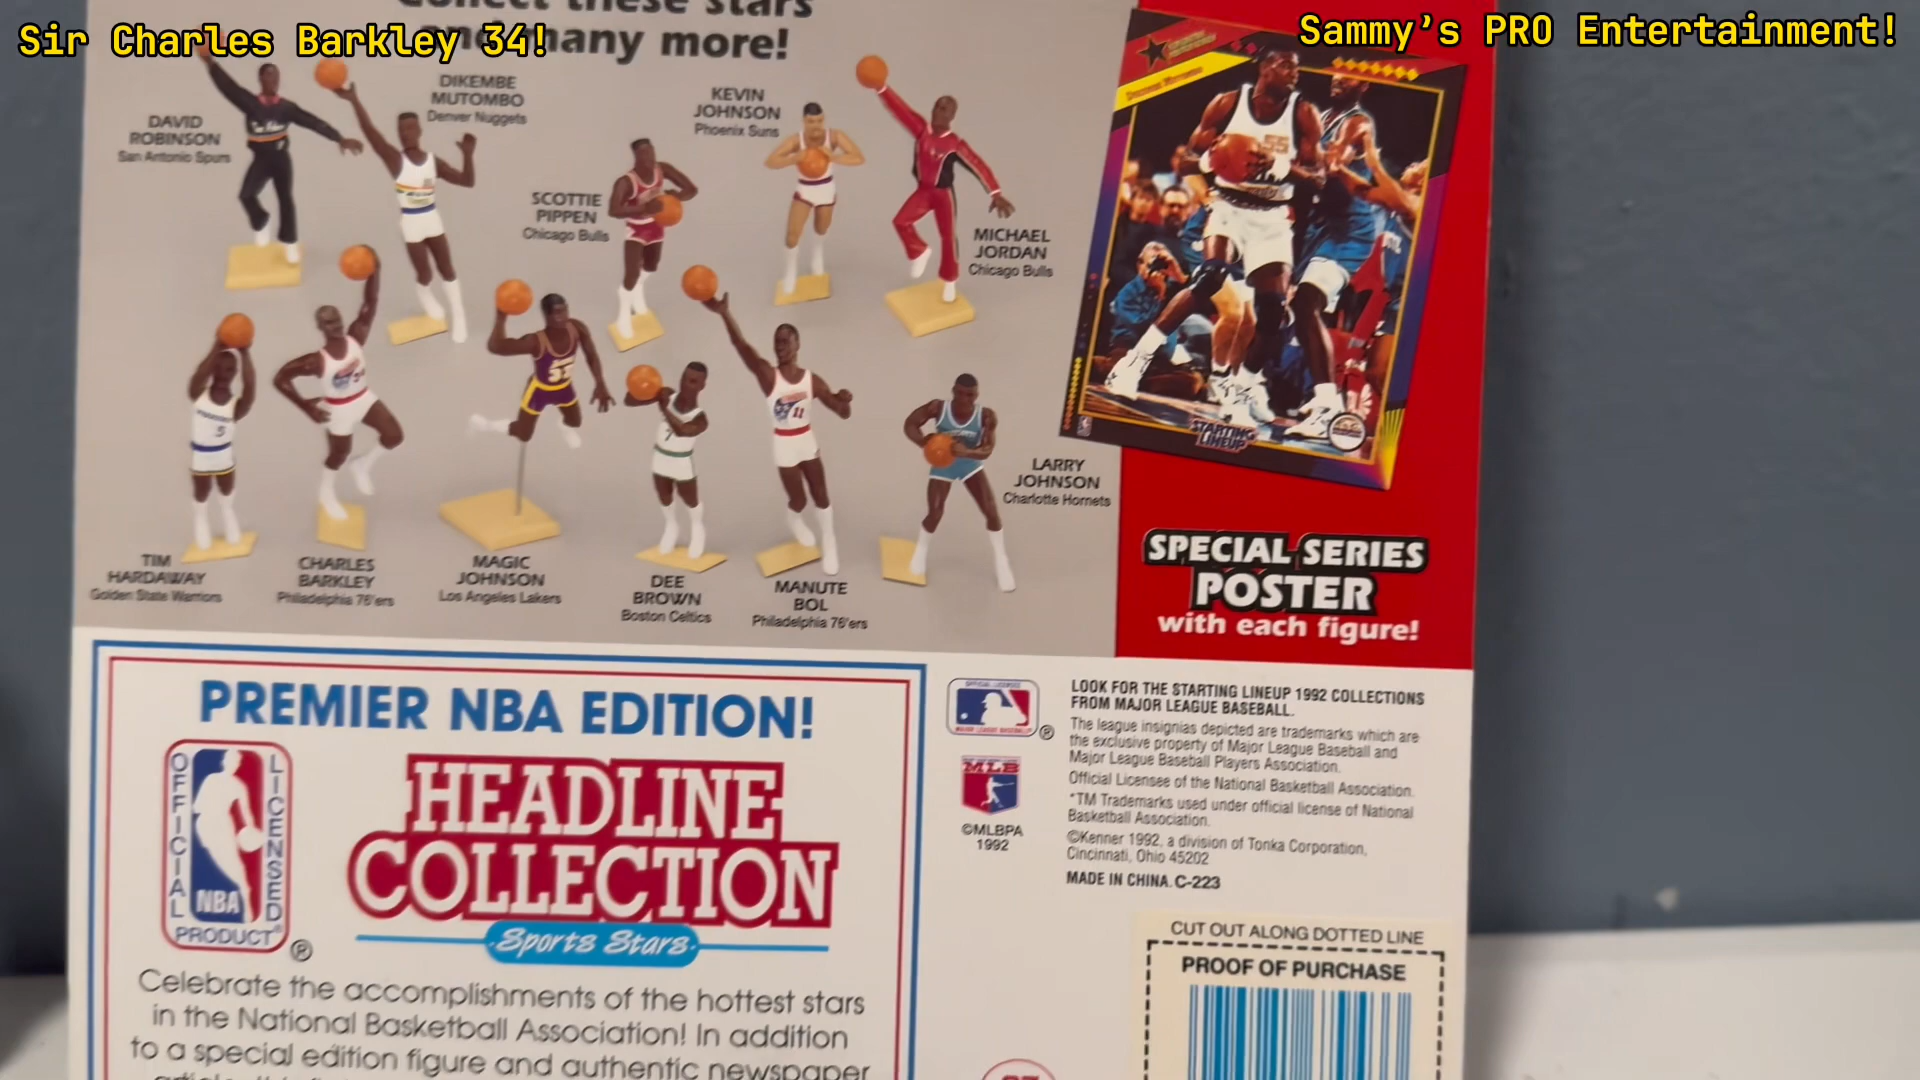 Sir Charles Barkley 34!
Sammy's PRO Entertainment!
Collect these stars
and many more!
DAVID
ROBINSON
San Antonio Spurs
DIKEMBE
MUTOMBO
Denver Nuggets
SCOTTIE
PIPPEN
Chicago Bulls
KEVIN
JOHNSON
Phoenix Suns
MICHAEL
JORDAN
Chicago Bulls
TIM
HARDAWAY
Golden State Warriors
CHARLES
BARKLEY
Philadelphia 76'ers
MAGIC
JOHNSON
Los Angeles Lakers
DEE
BROWN
Boston Celtics
MANUTE
BOL
Philadelphia 76'ers
LARRY
JOHNSON
Charlotte Hornets
55
STARTING
LINEUP
SPECIAL SERIES
POSTER
with each figure!
PREMIER NBA EDITION!
OFFICIAL LICENSED
NBA
PRODUCT®
HEADLINE
COLLECTION
Sports Stars
Celebrate the accomplishments of the hottest stars
in the National Basketball Association! In addition
to a special edition figure and authentic newspaper
MLB
©MLBPA
1992
LOOK FOR THE STARTING LINEUP 1992 COLLECTIONS
FROM MAJOR LEAGUE BASEBALL.
The league insignias depicted are trademarks which are
the exclusive property of Major League Baseball and
Major League Baseball Players Association.
Official Licensee of the National Basketball Association.
*TM Trademarks used under official license of National
Basketball Association.
©Kenner 1992, a division of Tonka Corporation,
Cincinnati, Ohio 45202
MADE IN CHINA. C-223
CUT OUT ALONG DOTTED LINE
PROOF OF PURCHASE